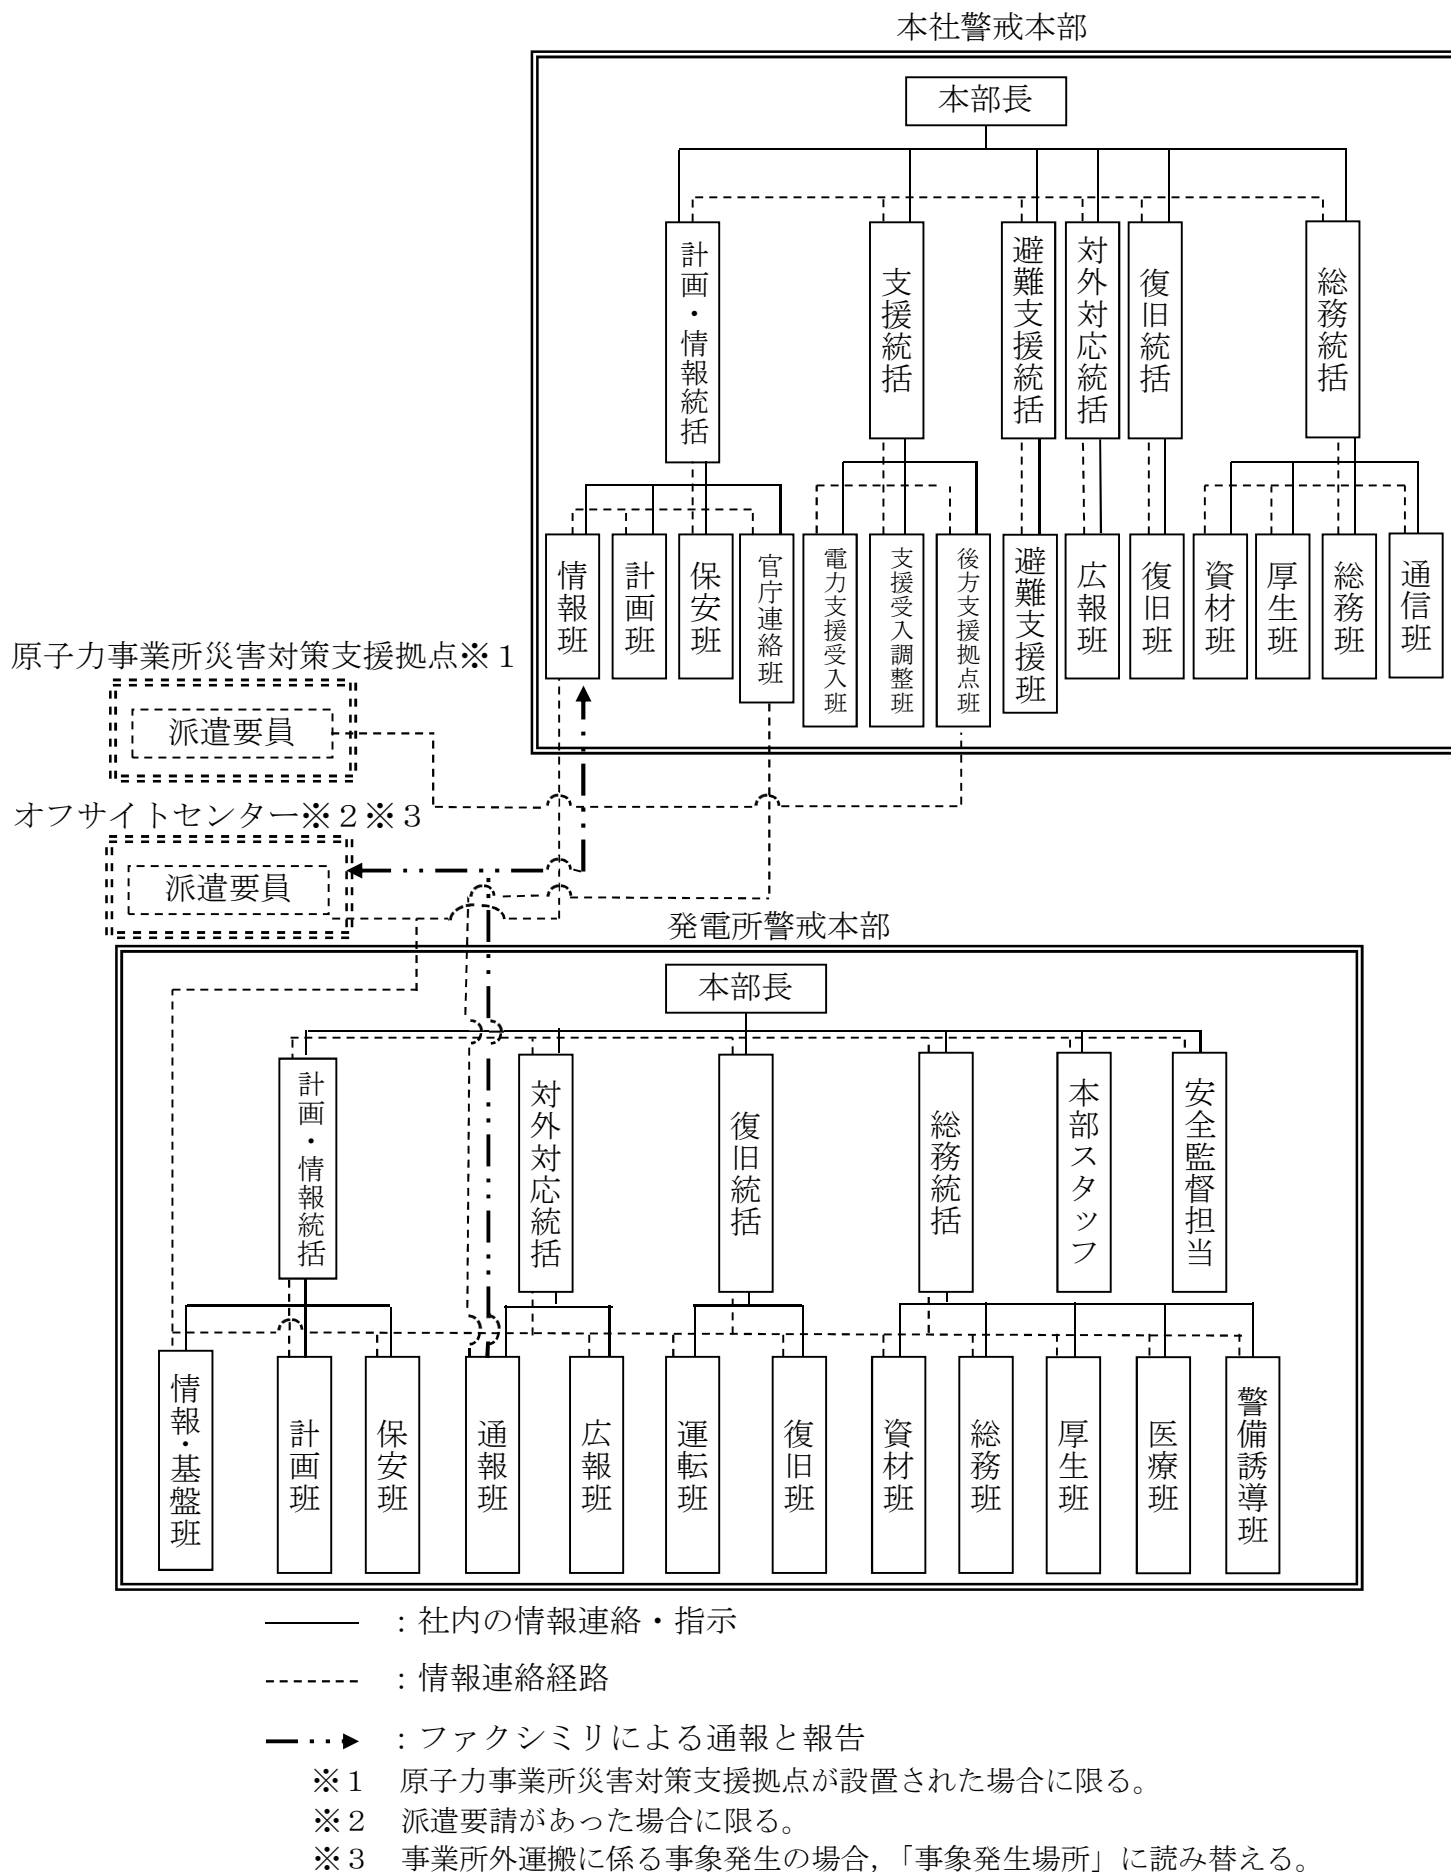 本社警戒本部
本部長
計画・情報統括
支援統括
避難支援統括
対外対応統括
復旧統括
総務統括
情報班
計画班
保安班
官庁連絡班
電力支援受入班
支援受入調整班
後方支援拠点班
避難支援班
広報班
復旧班
資材班
厚生班
総務班
通信班
原子力事業所災害対策支援拠点※1
派遣要員
オフサイトセンター※2※3
派遣要員
発電所警戒本部
本部長
計画・情報統括
対外対応統括
復旧統括
総務統括
本部スタッフ
安全監督担当
情報・基盤班
計画班
保安班
通報班
広報班
運転班
復旧班
資材班
総務班
厚生班
医療班
警備誘導班
：社内の情報連絡・指示
：情報連絡経路
：ファクシミリによる通報と報告
※1　原子力事業所災害対策支援拠点が設置された場合に限る。
※2　派遣要請があった場合に限る。
※3　事業所外運搬に係る事象発生の場合，「事象発生場所」に読み替える。